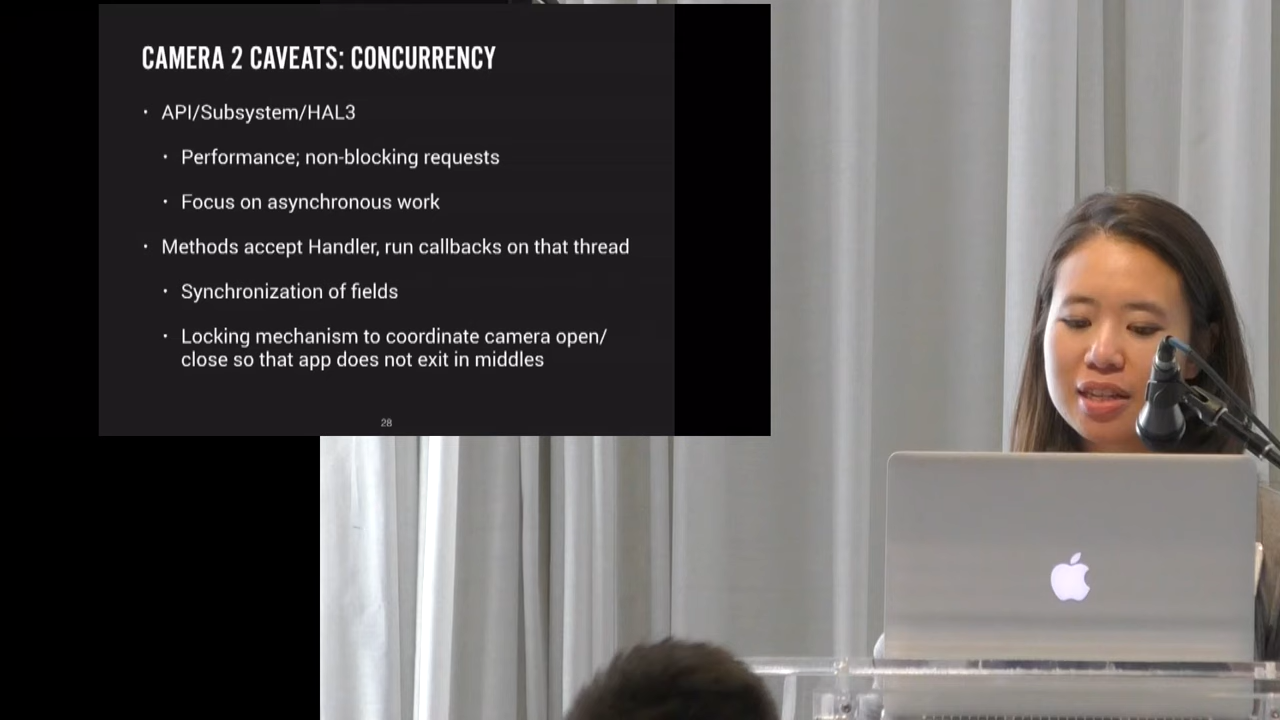 CAMERA 2 CAVEATS: CONCURRENCY
· API/Subsystem/HAL3
· Performance; non-blocking requests
· Focus on asynchronous work
· Methods accept Handler, run callbacks on that thread
· Synchronization of fields
· Locking mechanism to coordinate camera open/
close so that app does not exit in middles
28